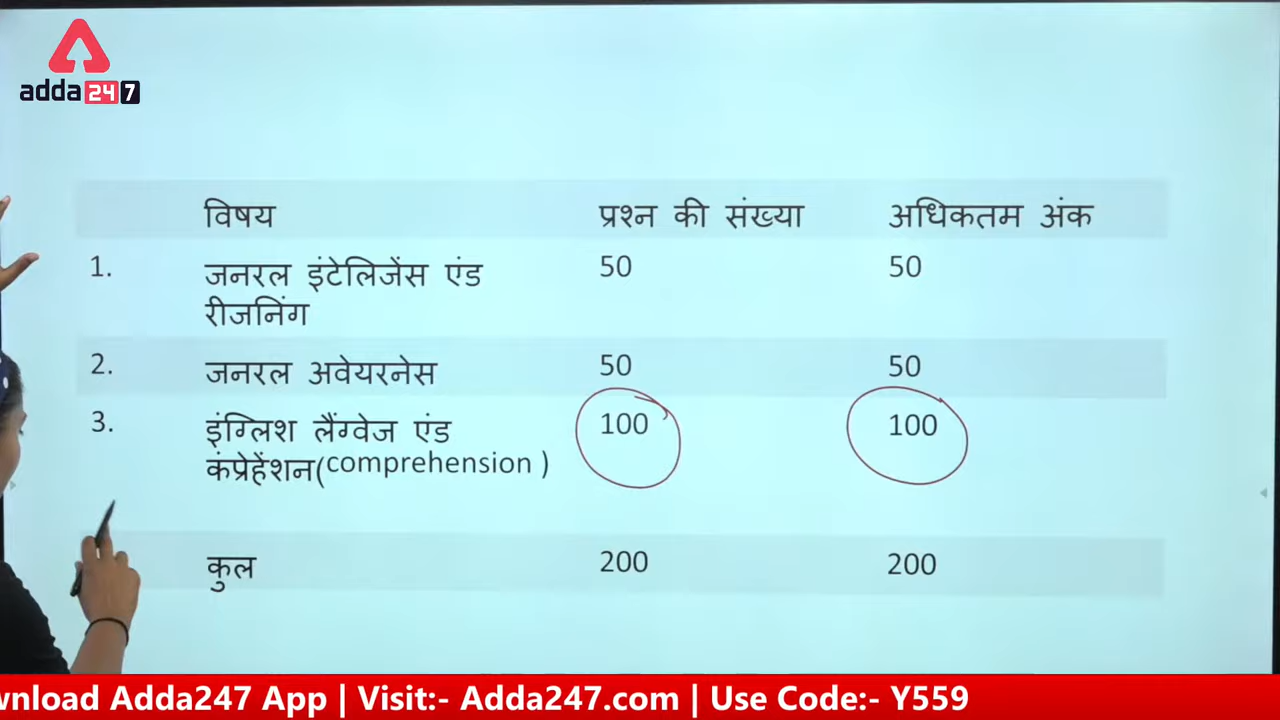 adda247
विषय प्रश्न की संख्या अधिकतम अंक
1. जनरल इंटेलिजेंस एंड 50 50
रीजनिंग
2. जनरल अवेयरनेस 50 50
3. इंग्लिश लैंग्वेज एंड 100 100
कंप्रेहेंशन(comprehension )
कुल 200 200
wnload Adda247 App | Visit:- Adda247.com | Use Code:- Y559